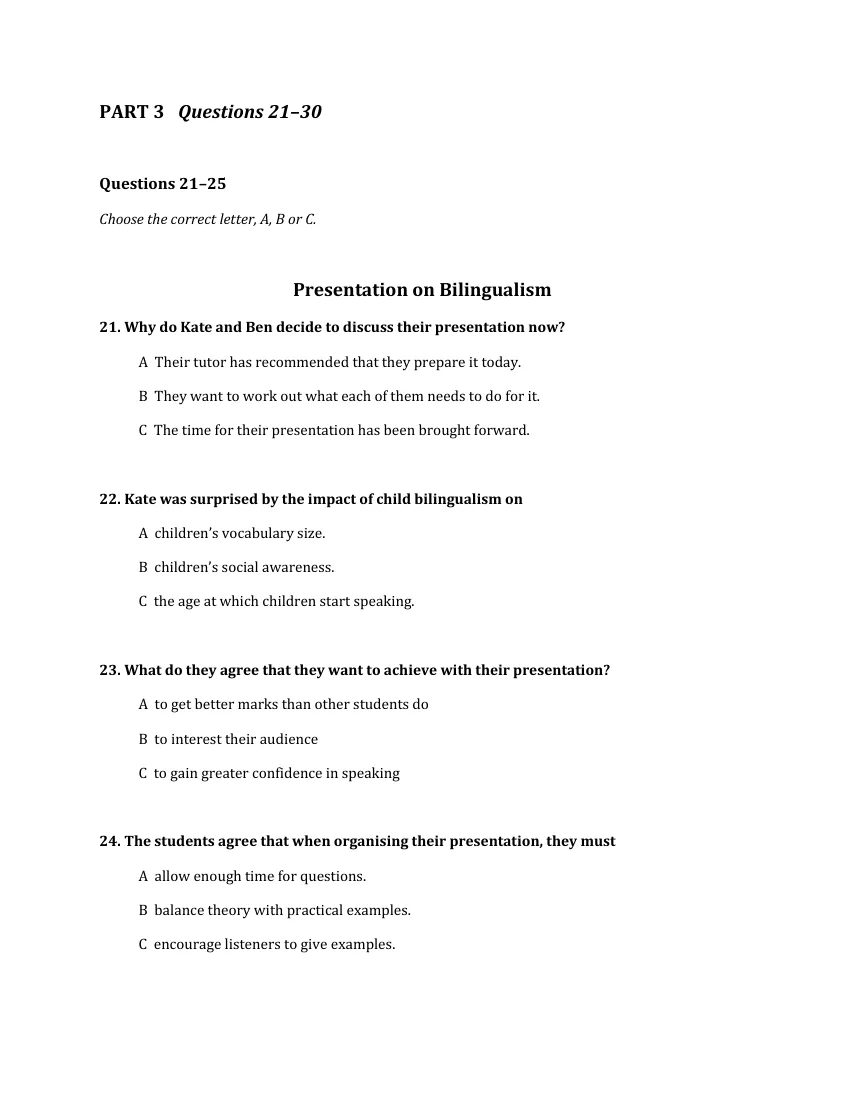 PART 3 Questions 21–30
Questions 21–25
Choose the correct letter, A, B or C.
Presentation on Bilingualism
21. Why do Kate and Ben decide to discuss their presentation now?
A Their tutor has recommended that they prepare it today.
B They want to work out what each of them needs to do for it.
C The time for their presentation has been brought forward.
22. Kate was surprised by the impact of child bilingualism on
A children’s vocabulary size.
B children’s social awareness.
C the age at which children start speaking.
23. What do they agree that they want to achieve with their presentation?
A to get better marks than other students do
B to interest their audience
C to gain greater confidence in speaking
24. The students agree that when organising their presentation, they must
A allow enough time for questions.
B balance theory with practical examples.
C encourage listeners to give examples.